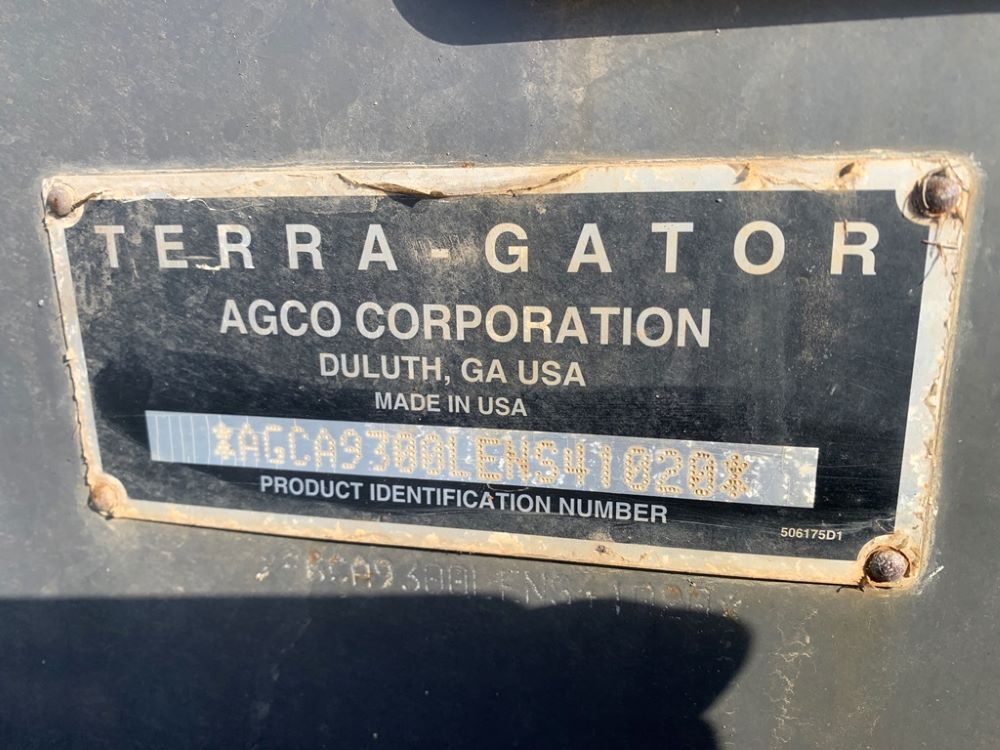 TERRA-GATOR
AGCO CORPORATION
DULUTH, GA USA
MADE IN USA
*AGCA9300LENS41020*
PRODUCT IDENTIFICATION NUMBER
506175D1